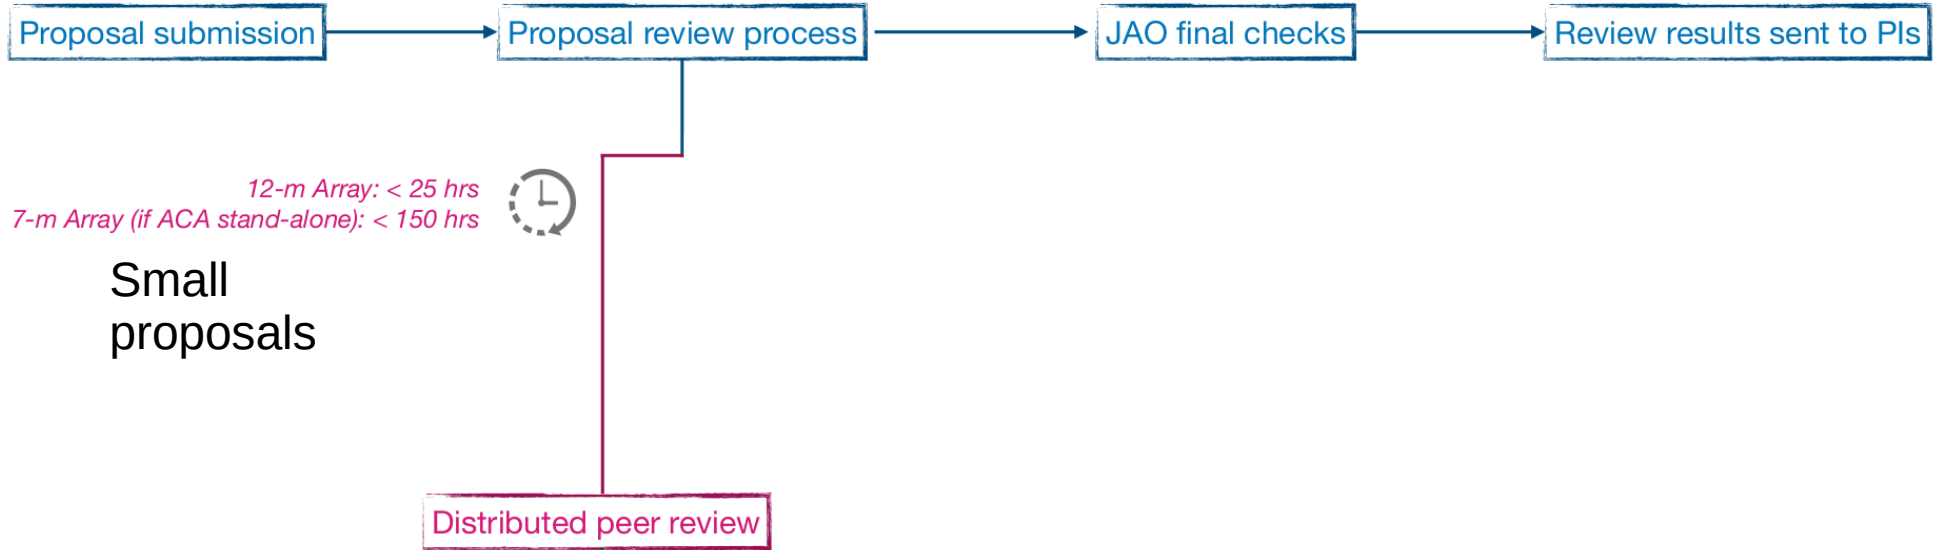 Proposal submission
Proposal review process
JAO final checks
Review results sent to PIs
12-m Array: < 25 hrs
7-m Array (if ACA stand-alone): < 150 hrs
Small
proposals
Distributed peer review